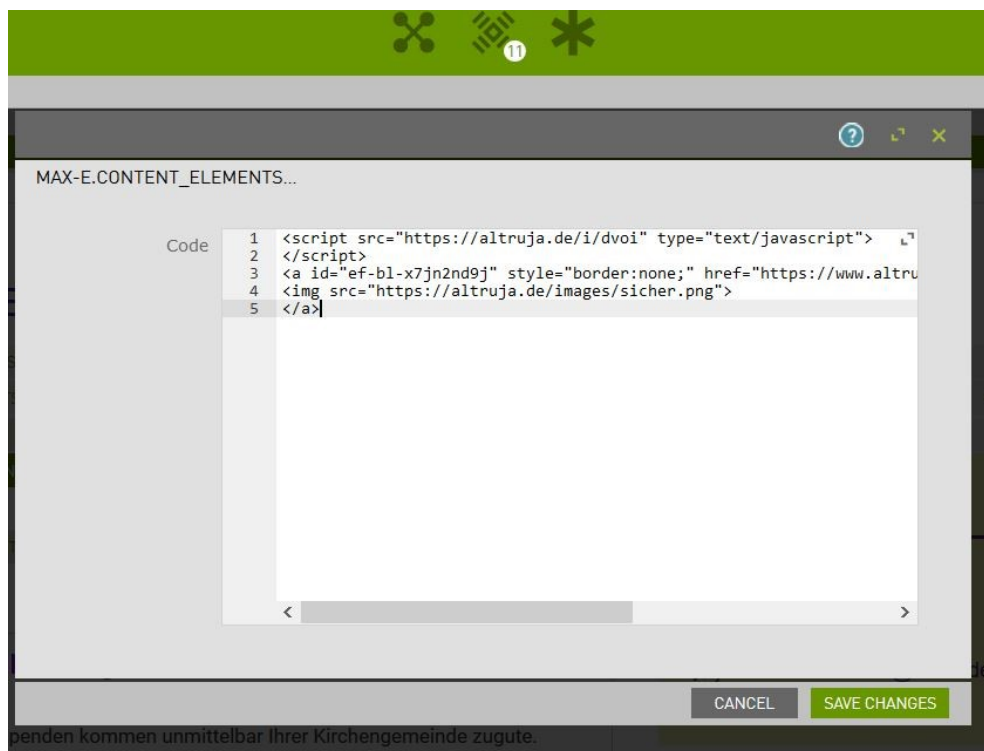 11
?
MAX-E.CONTENT_ELEMENTS...
Code
1 <script src="https://altruja.de/i/dvoi" type="text/javascript">
2 </script>
3 <a id="ef-bl-x7jn2nd9j" style="border:none;" href="https://www.altru
4 <img src="https://altruja.de/images/sicher.png">
5 </a>
CANCEL SAVE CHANGES
penden kommen unmittelbar Ihrer Kirchengemeinde zugute.